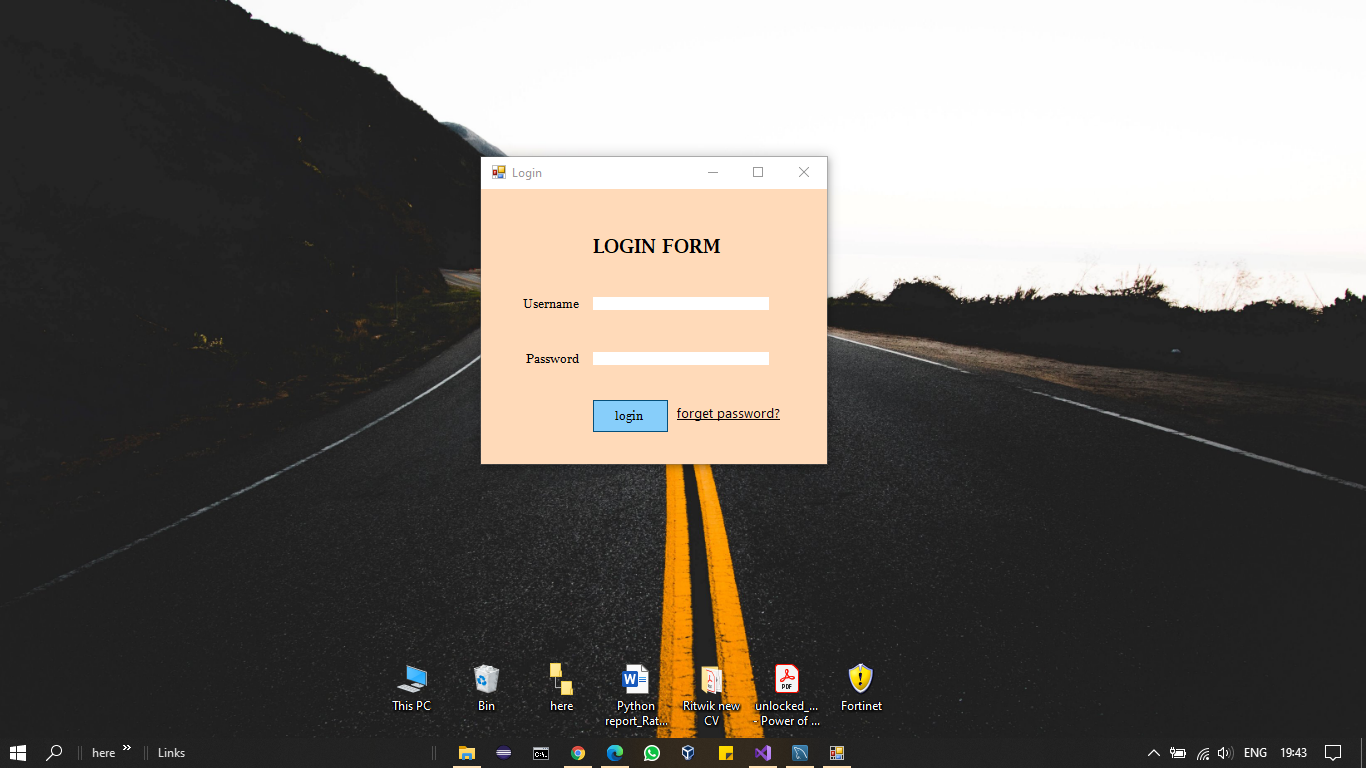 Login
LOGIN FORM
Username
Password
login
forget password?
This PC
Bin
here
Python
report_Rat...
Ritwik new
CV
unlocked_...
- Power of ...
Fortinet
here
Links
ENG
19:43